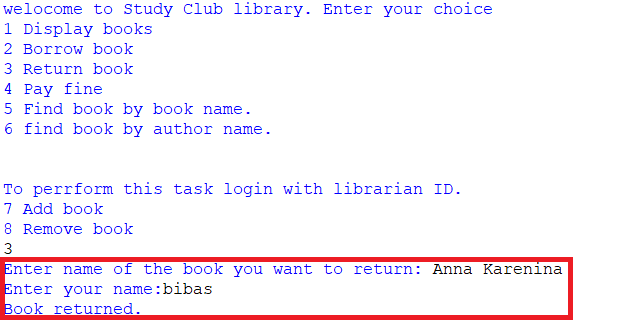 welocome to Study Club library. Enter your choice
1 Display books
2 Borrow book
3 Return book
4 Pay fine
5 Find book by book name.
6 find book by author name.
To perrform this task login with librarian ID.
7 Add book
8 Remove book
3
Enter name of the book you want to return: Anna Karenina
Enter your name:bibas
Book returned.